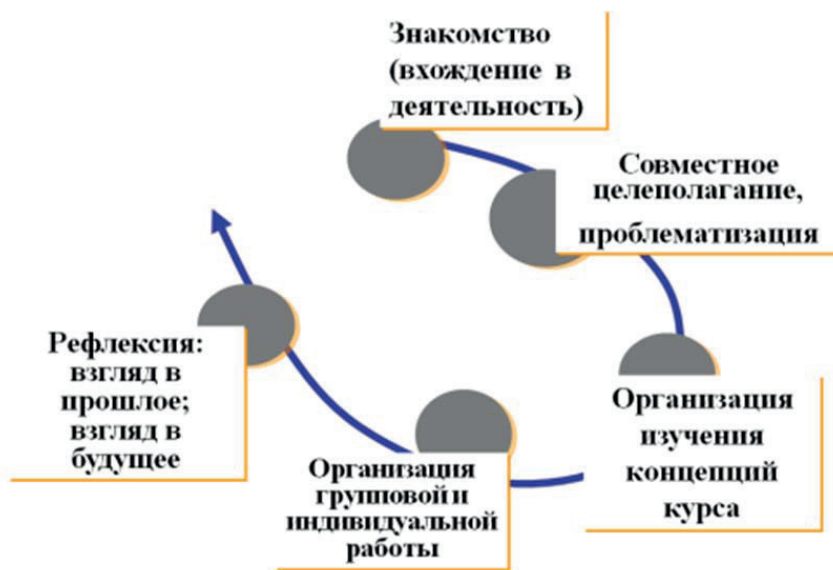 Знакомство
(вхождение в
деятельность)
Совместное
целеполагание,
проблематизация
Организация
изучения
концепций
курса
Организация
групповой и
индивидуальной
работы
Рефлексия:
взгляд в
прошлое;
взгляд в
будущее